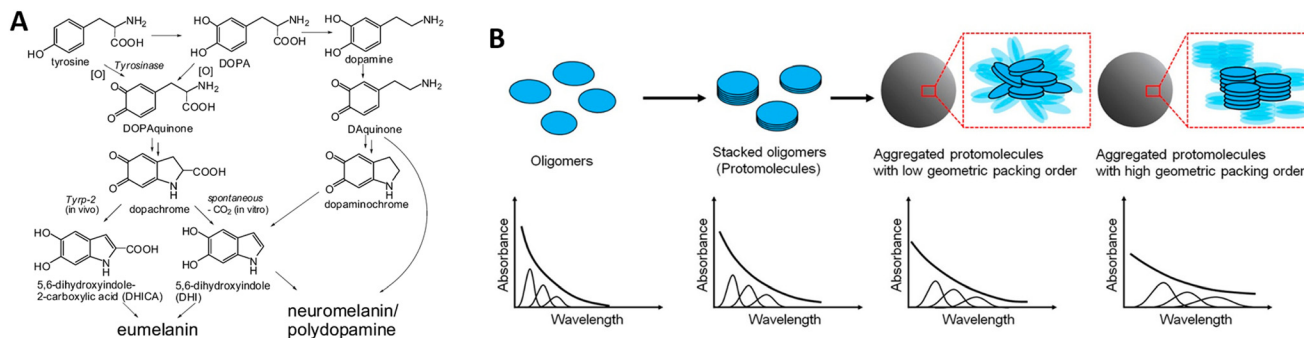 A
HO
NH2
COOH
tyrosine
HO
HO
NH2
COOH
DOPA
HO
HO
NH2
dopamine
[O]
Tyrosinase
[O]
O
O
NH2
COOH
DOPAquinone
O
O
NH2
DAquinone
O
O
COOH
N
H
dopachrome
O
O
N
H
dopaminochrome
Tyrp-2
(in vivo)
spontaneous
- CO2 (in vitro)
HO
HO
COOH
N
H
5,6-dihydroxyindole-
2-carboxylic acid (DHICA)
HO
HO
N
H
5,6-dihydroxyindole
(DHI)
eumelanin
neuromelanin/
polydopamine
B
Oligomers
Stacked oligomers
(Protomolecules)
Aggregated protomolecules
with low geometric packing order
Aggregated protomolecules
with high geometric packing order
Absorbance
Wavelength
Absorbance
Wavelength
Absorbance
Wavelength
Absorbance
Wavelength